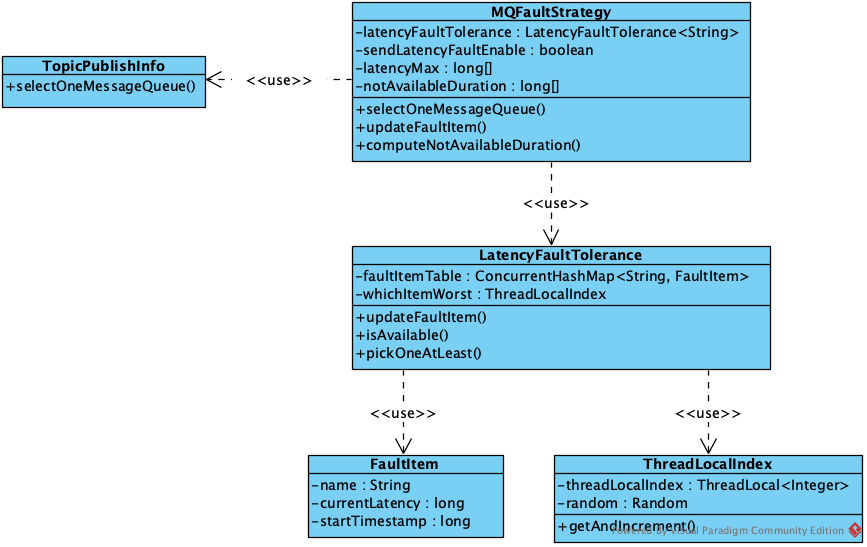 MQFaultStrategy
-latencyFaultTolerance : LatencyFaultTolerance<String>
-sendLatencyFaultEnable : boolean
-latencyMax : long[]
-notAvailableDuration : long[]
+selectOneMessageQueue()
+updateFaultItem()
+computeNotAvailableDuration()
TopicPublishInfo
+selectOneMessageQueue()
<<use>>
<<use>>
LatencyFaultTolerance
-faultItemTable : ConcurrentHashMap<String, FaultItem>
-whichItemWorst : ThreadLocalIndex
+updateFaultItem()
+isAvailable()
+pickOneAtLeast()
<<use>>
<<use>>
FaultItem
-name : String
-currentLatency : long
-startTimestamp : long
ThreadLocalIndex
-threadLocalIndex : ThreadLocal<Integer>
-random : Random
+getAndIncrement()
Powered By Visual Paradigm Community Edition